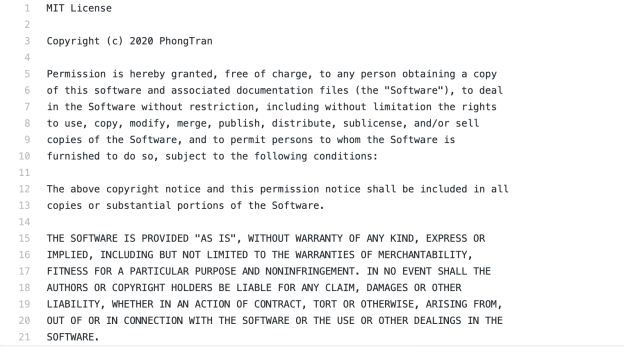 1 MIT License
2
3 Copyright (c) 2020 PhongTran
4
5 Permission is hereby granted, free of charge, to any person obtaining a copy
6 of this software and associated documentation files (the "Software"), to deal
7 in the Software without restriction, including without limitation the rights
8 to use, copy, modify, merge, publish, distribute, sublicense, and/or sell
9 copies of the Software, and to permit persons to whom the Software is
10 furnished to do so, subject to the following conditions:
11
12 The above copyright notice and this permission notice shall be included in all
13 copies or substantial portions of the Software.
14
15 THE SOFTWARE IS PROVIDED "AS IS", WITHOUT WARRANTY OF ANY KIND, EXPRESS OR
16 IMPLIED, INCLUDING BUT NOT LIMITED TO THE WARRANTIES OF MERCHANTABILITY,
17 FITNESS FOR A PARTICULAR PURPOSE AND NONINFRINGEMENT. IN NO EVENT SHALL THE
18 AUTHORS OR COPYRIGHT HOLDERS BE LIABLE FOR ANY CLAIM, DAMAGES OR OTHER
19 LIABILITY, WHETHER IN AN ACTION OF CONTRACT, TORT OR OTHERWISE, ARISING FROM,
20 OUT OF OR IN CONNECTION WITH THE SOFTWARE OR THE USE OR OTHER DEALINGS IN THE
21 SOFTWARE.